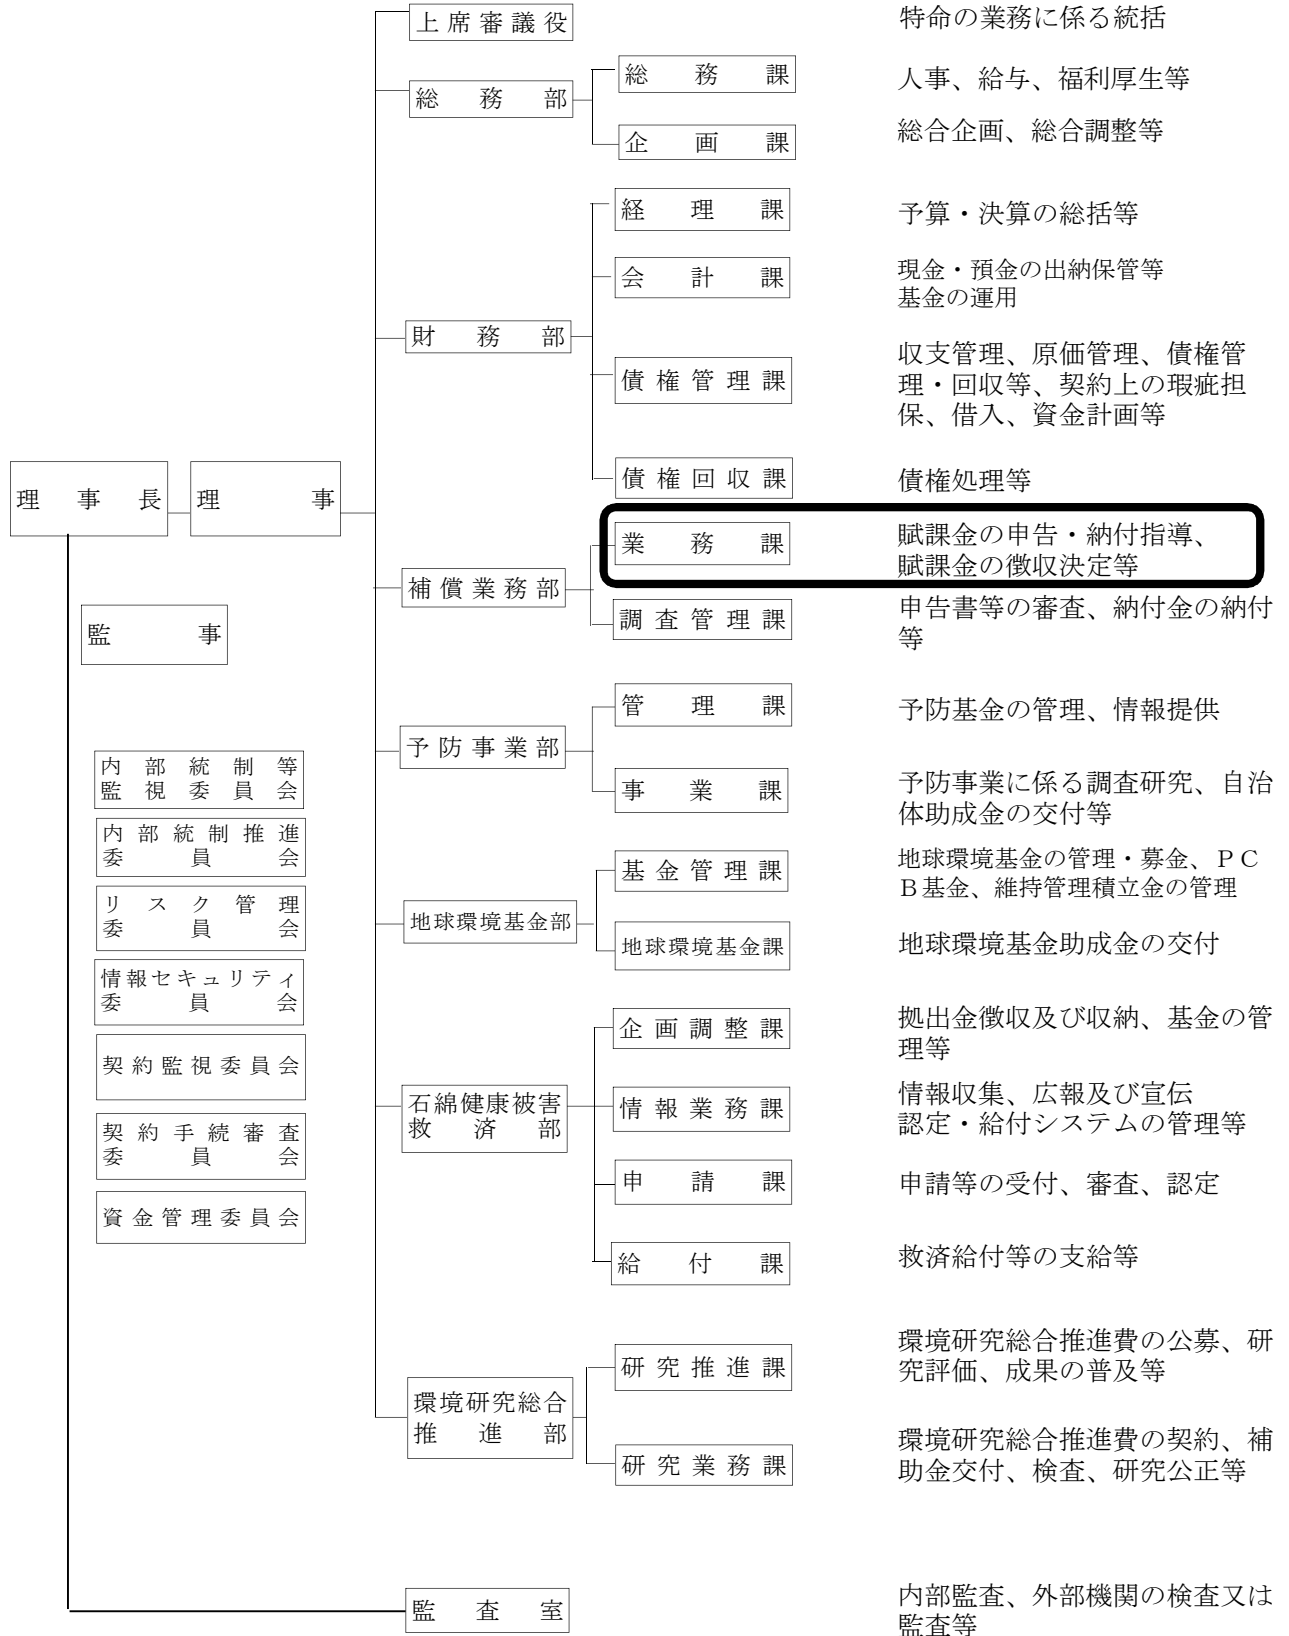 上席審議役
特命の業務に係る統括
総務部
総務課
人事、給与、福利厚生等
企画課
総合企画、総合調整等
財務部
経理課
予算・決算の総括等
会計課
現金・預金の出納保管等
基金の運用
債権管理課
収支管理、原価管理、債権管
理・回収等、契約上の瑕疵担
保、借入、資金計画等
債権回収課
債権処理等
理事長
理事
補償業務部
業務課
賦課金の申告・納付指導、
賦課金の徴収決定等
調査管理課
申告書等の審査、納付金の納付
等
監事
予防事業部
管理課
予防基金の管理、情報提供
事業課
予防事業に係る調査研究、自治
体助成金の交付等
内部統制等
監視委員会
内部統制推進
委員会
リスク管理
委員会
情報セキュリティ
委員会
契約監視委員会
契約手続審査
委員会
資金管理委員会
地球環境基金部
基金管理課
地球環境基金の管理・募金、ＰＣ
Ｂ基金、維持管理積立金の管理
地球環境基金課
地球環境基金助成金の交付
石綿健康被害
救済部
企画調整課
拠出金徴収及び収納、基金の管
理等
情報業務課
情報収集、広報及び宣伝
認定・給付システムの管理等
申請課
申請等の受付、審査、認定
給付課
救済給付等の支給等
環境研究総合
推進部
研究推進課
環境研究総合推進費の公募、研
究評価、成果の普及等
研究業務課
環境研究総合推進費の契約、補
助金交付、検査、研究公正等
監査室
内部監査、外部機関の検査又は
監査等